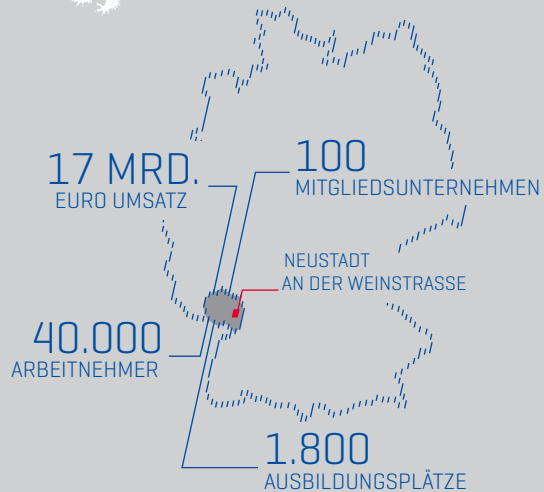 17 MRD.
EURO UMSATZ
100
MITGLIEDSUNTERNEHMEN
NEUSTADT
AN DER WEINSTRASSE
40.000
ARBEITNEHMER
1.800
AUSBILDUNGSPLÄTZE